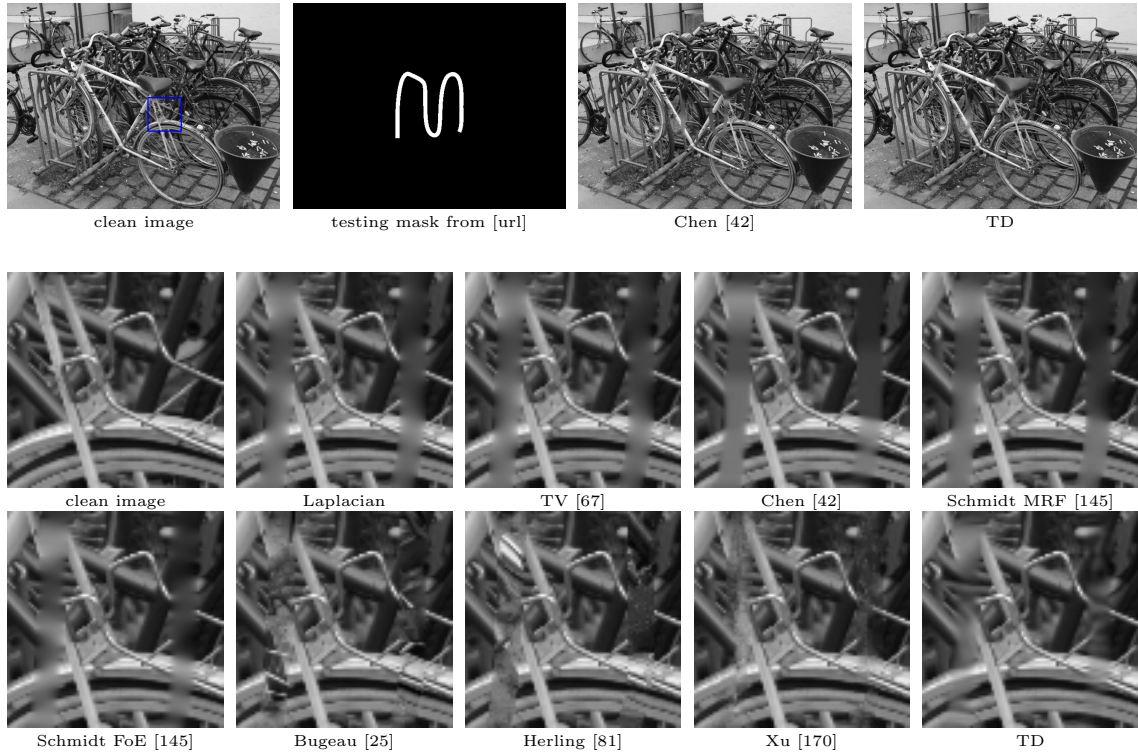 clean image
testing mask from [url]
Chen [42]
TD
clean image
Laplacian
TV [67]
Chen [42]
Schmidt MRF [145]
Schmidt FoE [145]
Bugeau [25]
Herling [81]
Xu [170]
TD